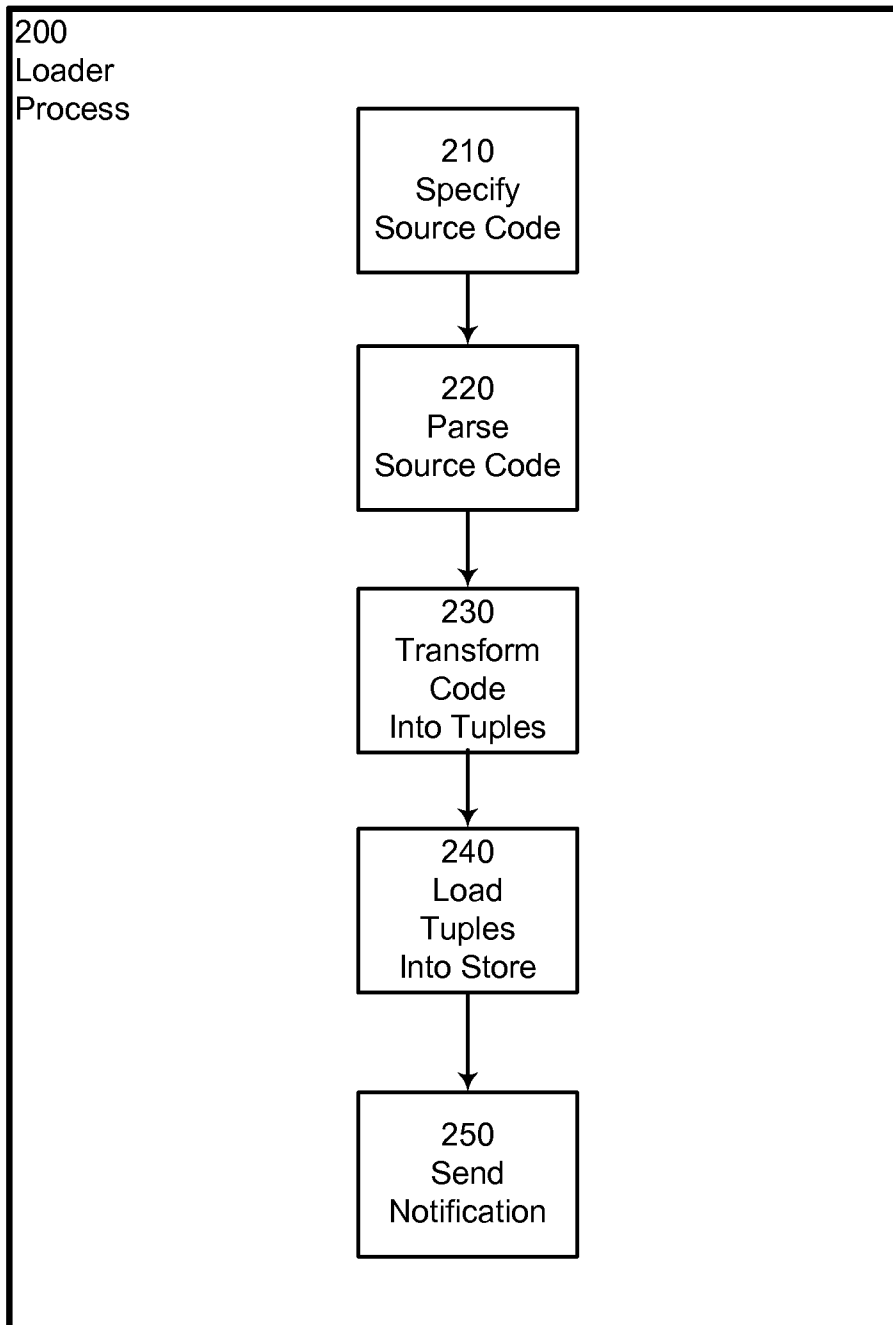 200
Loader
Process
210
Specify
Source Code
220
Parse
Source Code
230
Transform
Code
Into Tuples
240
Load
Tuples
Into Store
250
Send
Notification